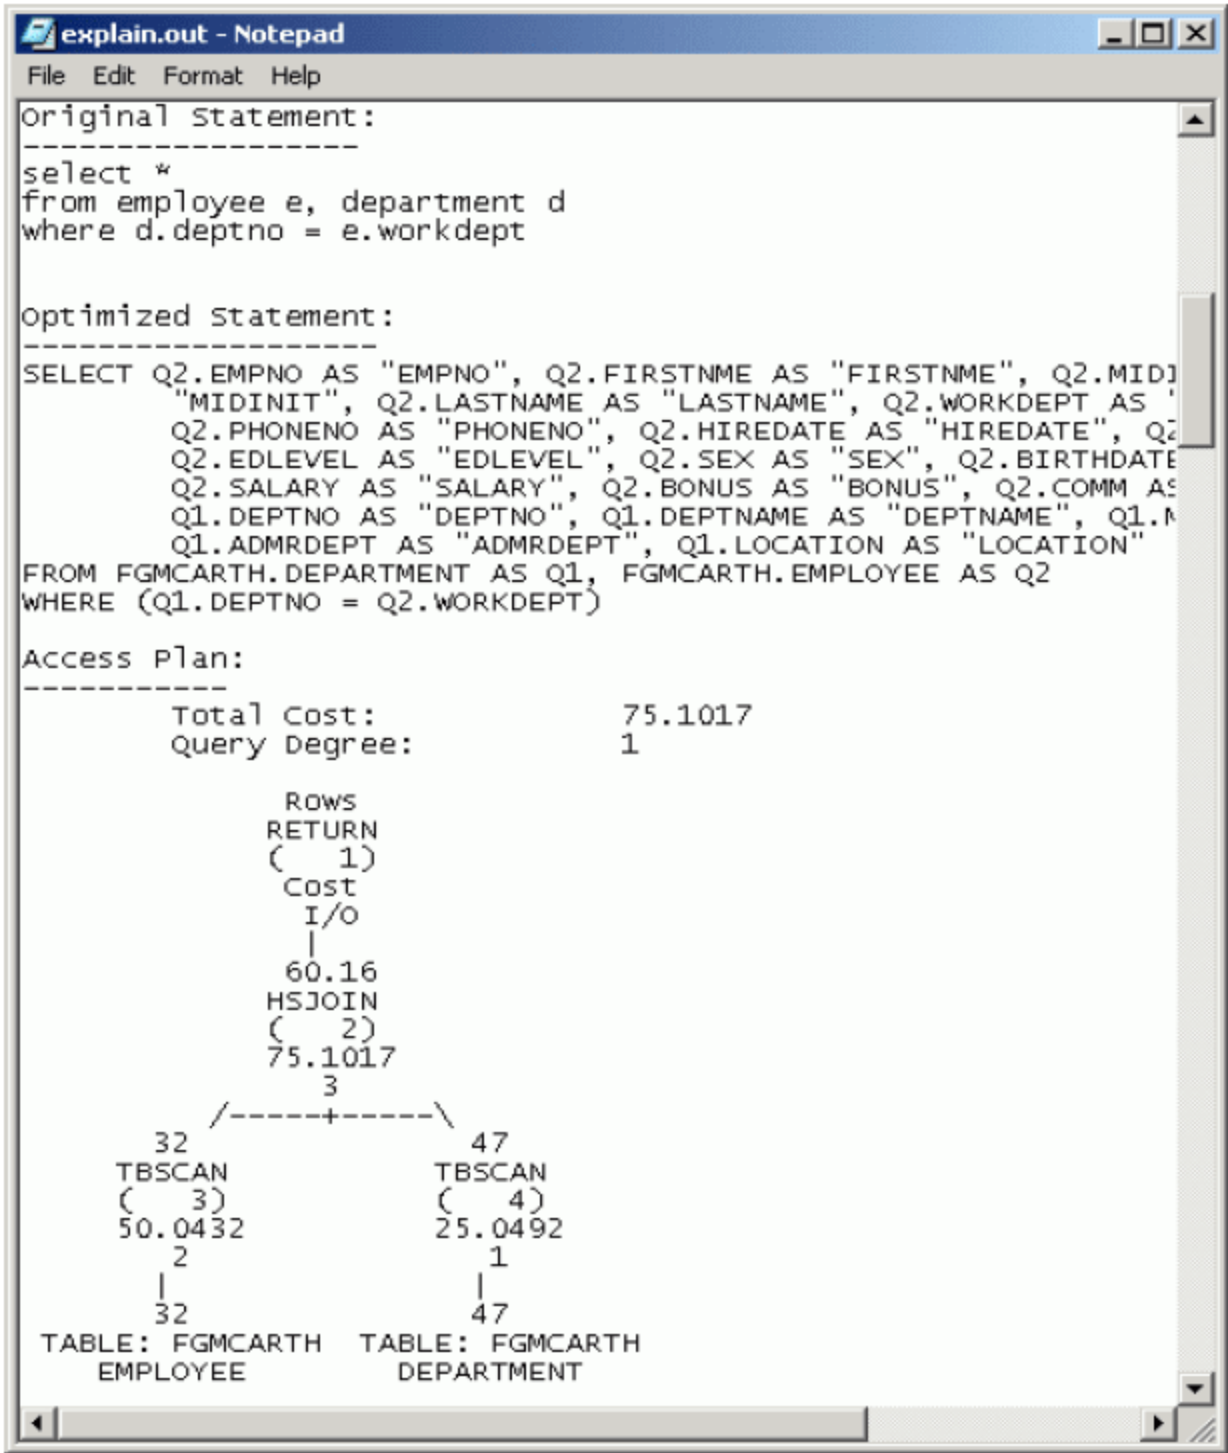 explain.out - Notepad
File Edit Format Help
Original Statement:
------------------
select *
from employee e, department d
where d.deptno = e.workdept
Optimized Statement:
-------------------
SELECT Q2.EMPNO AS "EMPNO", Q2.FIRSTNME AS "FIRSTNME", Q2.MIDI
"MIDINIT", Q2.LASTNAME AS "LASTNAME", Q2.WORKDEPT AS "
Q2.PHONENO AS "PHONENO", Q2.HIREDATE AS "HIREDATE", Q2
Q2.EDLEVEL AS "EDLEVEL", Q2.SEX AS "SEX", Q2.BIRTHDATE
Q2.SALARY AS "SALARY", Q2.BONUS AS "BONUS", Q2.COMM AS
Q1.DEPTNO AS "DEPTNO", Q1.DEPTNAME AS "DEPTNAME", Q1.M
Q1.ADMRDEPT AS "ADMRDEPT", Q1.LOCATION AS "LOCATION"
FROM FGMCARTH.DEPARTMENT AS Q1, FGMCARTH.EMPLOYEE AS Q2
WHERE (Q1.DEPTNO = Q2.WORKDEPT)
Access Plan:
-----------
Total Cost: 75.1017
Query Degree: 1
Rows
RETURN
( 1)
Cost
I/O
|
60.16
HSJOIN
( 2)
75.1017
3
/-----+-----\
32 47
TBSCAN TBSCAN
( 3) ( 4)
50.0432 25.0492
2 1
| |
32 47
TABLE: FGMCARTH TABLE: FGMCARTH
EMPLOYEE DEPARTMENT